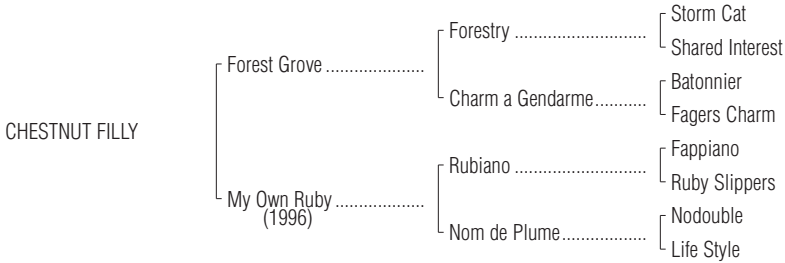 Storm Cat
Forestry ............................
Shared Interest
Forest Grove .....................
Batonnier
Charm a Gendarme...........
Fagers Charm
CHESTNUT FILLY
Fappiano
Rubiano ............................
Ruby Slippers
My Own Ruby ...................
(1996)
Nodouble
Nom de Plume..................
Life Style